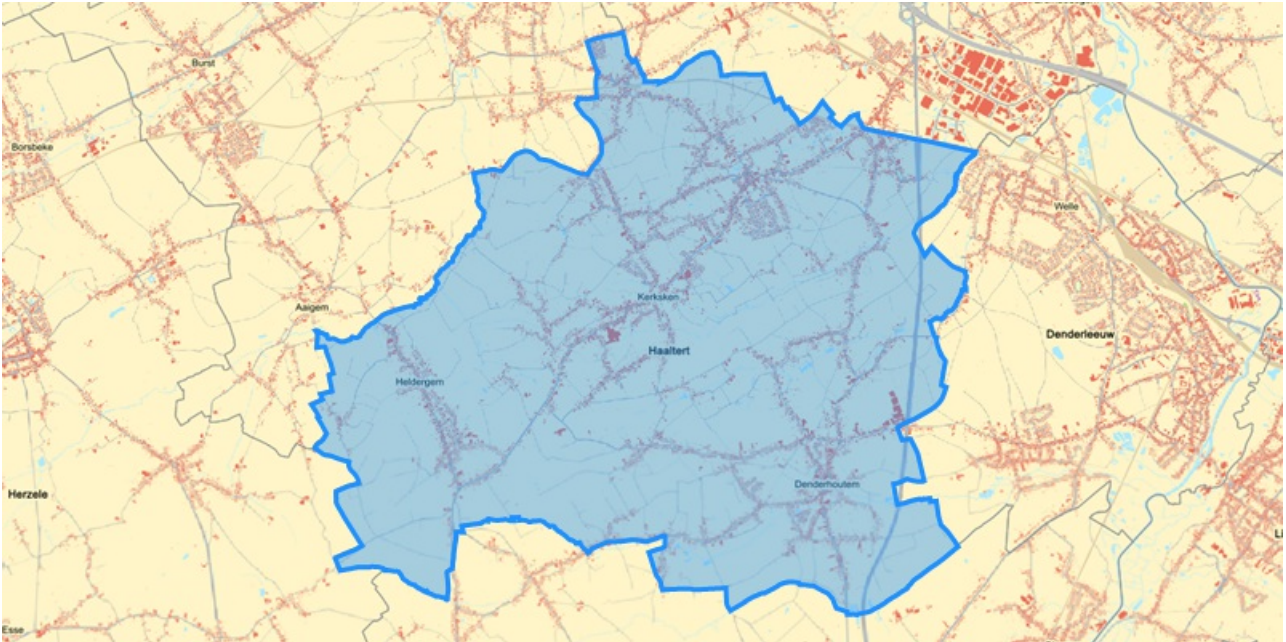 Burst
Borsbeke
Welle
Kerksken
Aaigem
Denderleeuw
Haaltert
Heldergem
Denderhoutem
Herzele
Esse